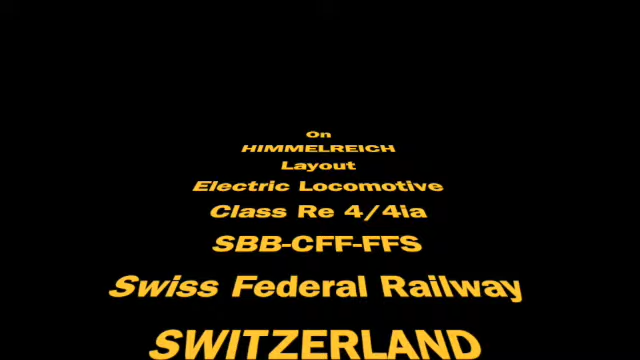 On
HIMMELREICH
Layout
Electric Locomotive
Class Re 4/4ia
SBB-CFF-FFS
Swiss Federal Railway
SWITZERLAND